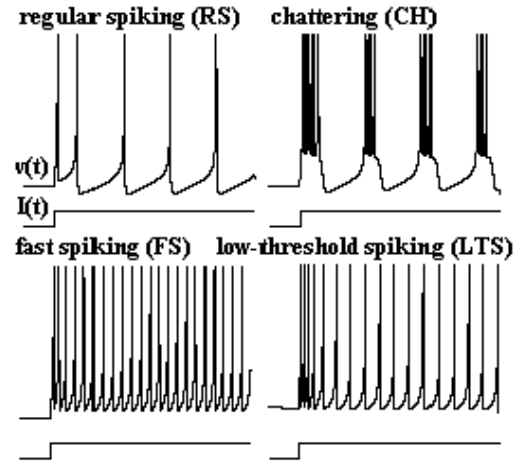 regular spiking (RS)
chattering (CH)
v(t)
I(t)
fast spiking (FS)
low-threshold spiking (LTS)